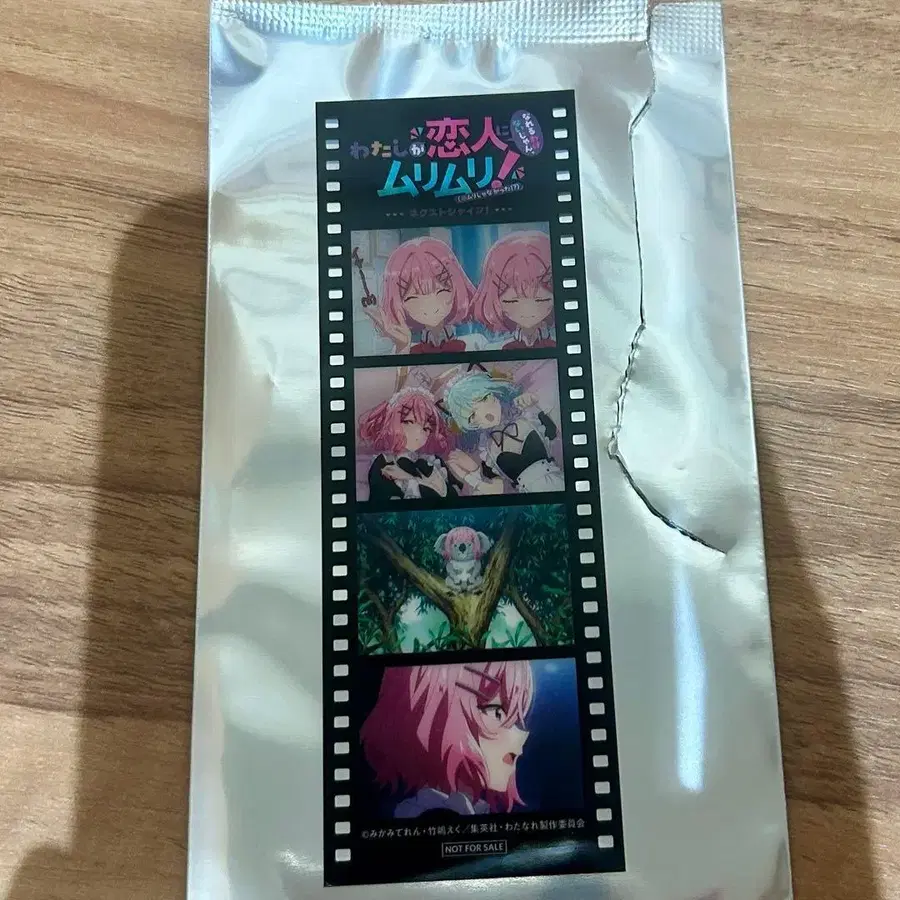 わたしが恋人に
なれるわけ
ないじゃん、
ムリムリ!
(※ムリじゃなかった!?)
ネクストシャイン!
©みかみてれん・竹嶋えく／集英社・わたなれ製作委員会
NOT FOR SALE